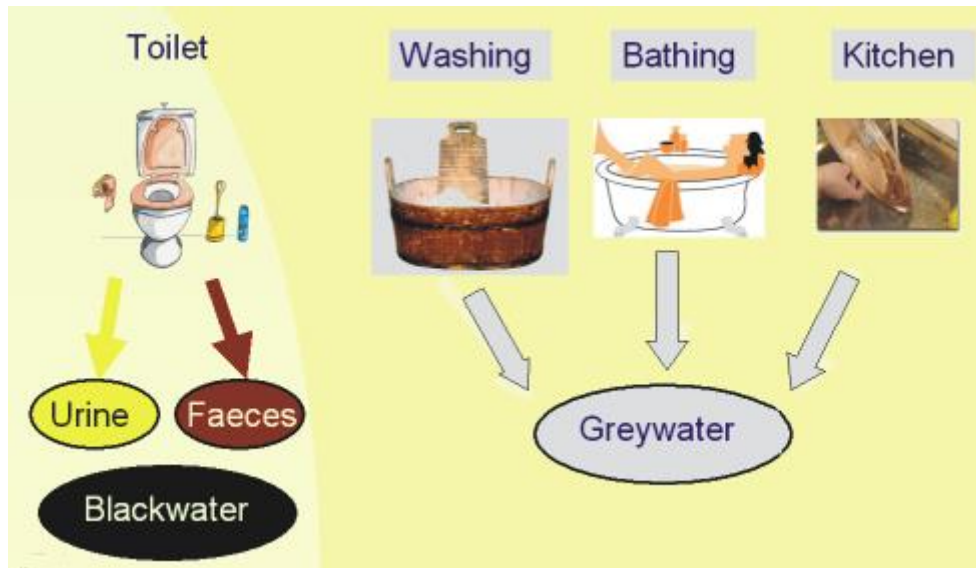 Toilet
Washing
Bathing
Kitchen
Urine
Faeces
Greywater
Blackwater